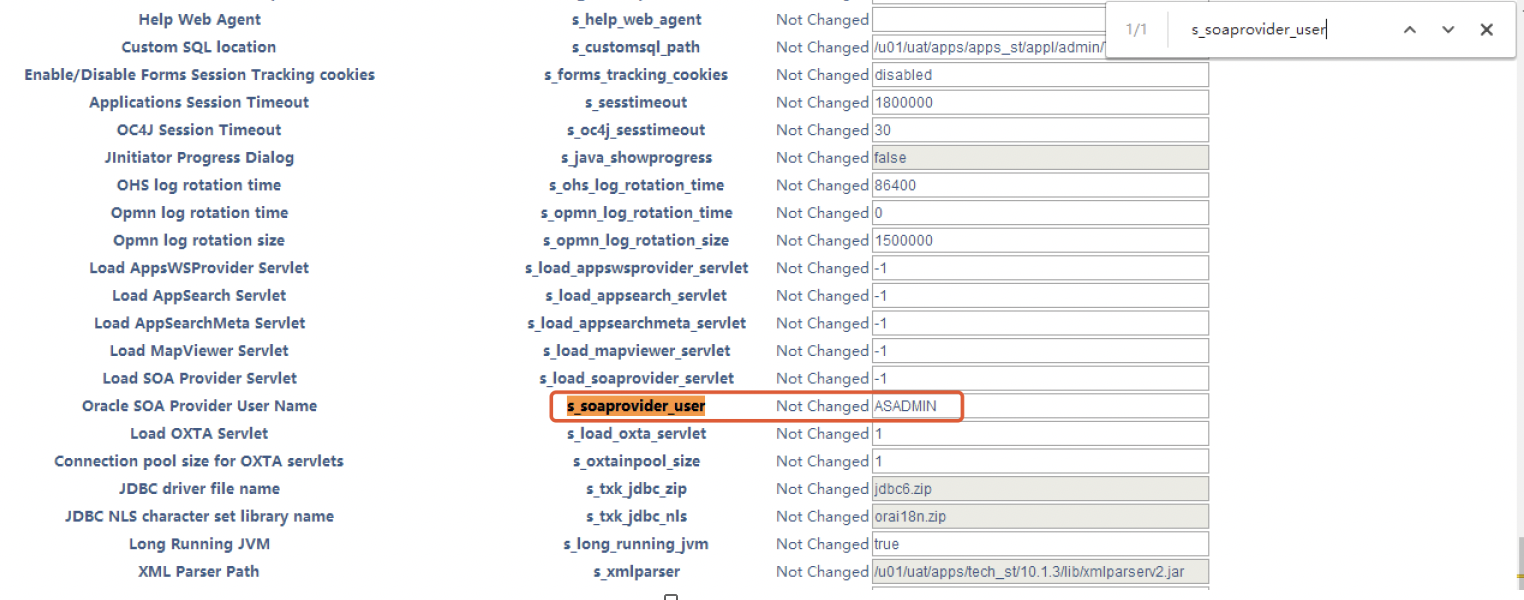 1/1 s_soaprovider_user
Help Web Agent s_help_web_agent Not Changed
Custom SQL location s_customsql_path Not Changed /u01/uat/apps/apps_st/appl/admin/
Enable/Disable Forms Session Tracking cookies s_forms_tracking_cookies Not Changed disabled
Applications Session Timeout s_sesstimeout Not Changed 1800000
OC4J Session Timeout s_oc4j_sesstimeout Not Changed 30
JInitiator Progress Dialog s_java_showprogress Not Changed false
OHS log rotation time s_ohs_log_rotation_time Not Changed 86400
Opmn log rotation time s_opmn_log_rotation_time Not Changed 0
Opmn log rotation size s_opmn_log_rotation_size Not Changed 1500000
Load AppsWSProvider Servlet s_load_appswsprovider_servlet Not Changed -1
Load AppSearch Servlet s_load_appsearch_servlet Not Changed -1
Load AppSearchMeta Servlet s_load_appsearchmeta_servlet Not Changed -1
Load MapViewer Servlet s_load_mapviewer_servlet Not Changed -1
Load SOA Provider Servlet s_load_soaprovider_servlet Not Changed -1
Oracle SOA Provider User Name s_soaprovider_user Not Changed ASADMIN
Load OXTA Servlet s_load_oxta_servlet Not Changed 1
Connection pool size for OXTA servlets s_oxtainpool_size Not Changed 1
JDBC driver file name s_txk_jdbc_zip Not Changed jdbc6.zip
JDBC NLS character set library name s_txk_jdbc_nls Not Changed orai18n.zip
Long Running JVM s_long_running_jvm Not Changed true
XML Parser Path s_xmlparser Not Changed /u01/uat/apps/tech_st/10.1.3/lib/xmlparserv2.jar